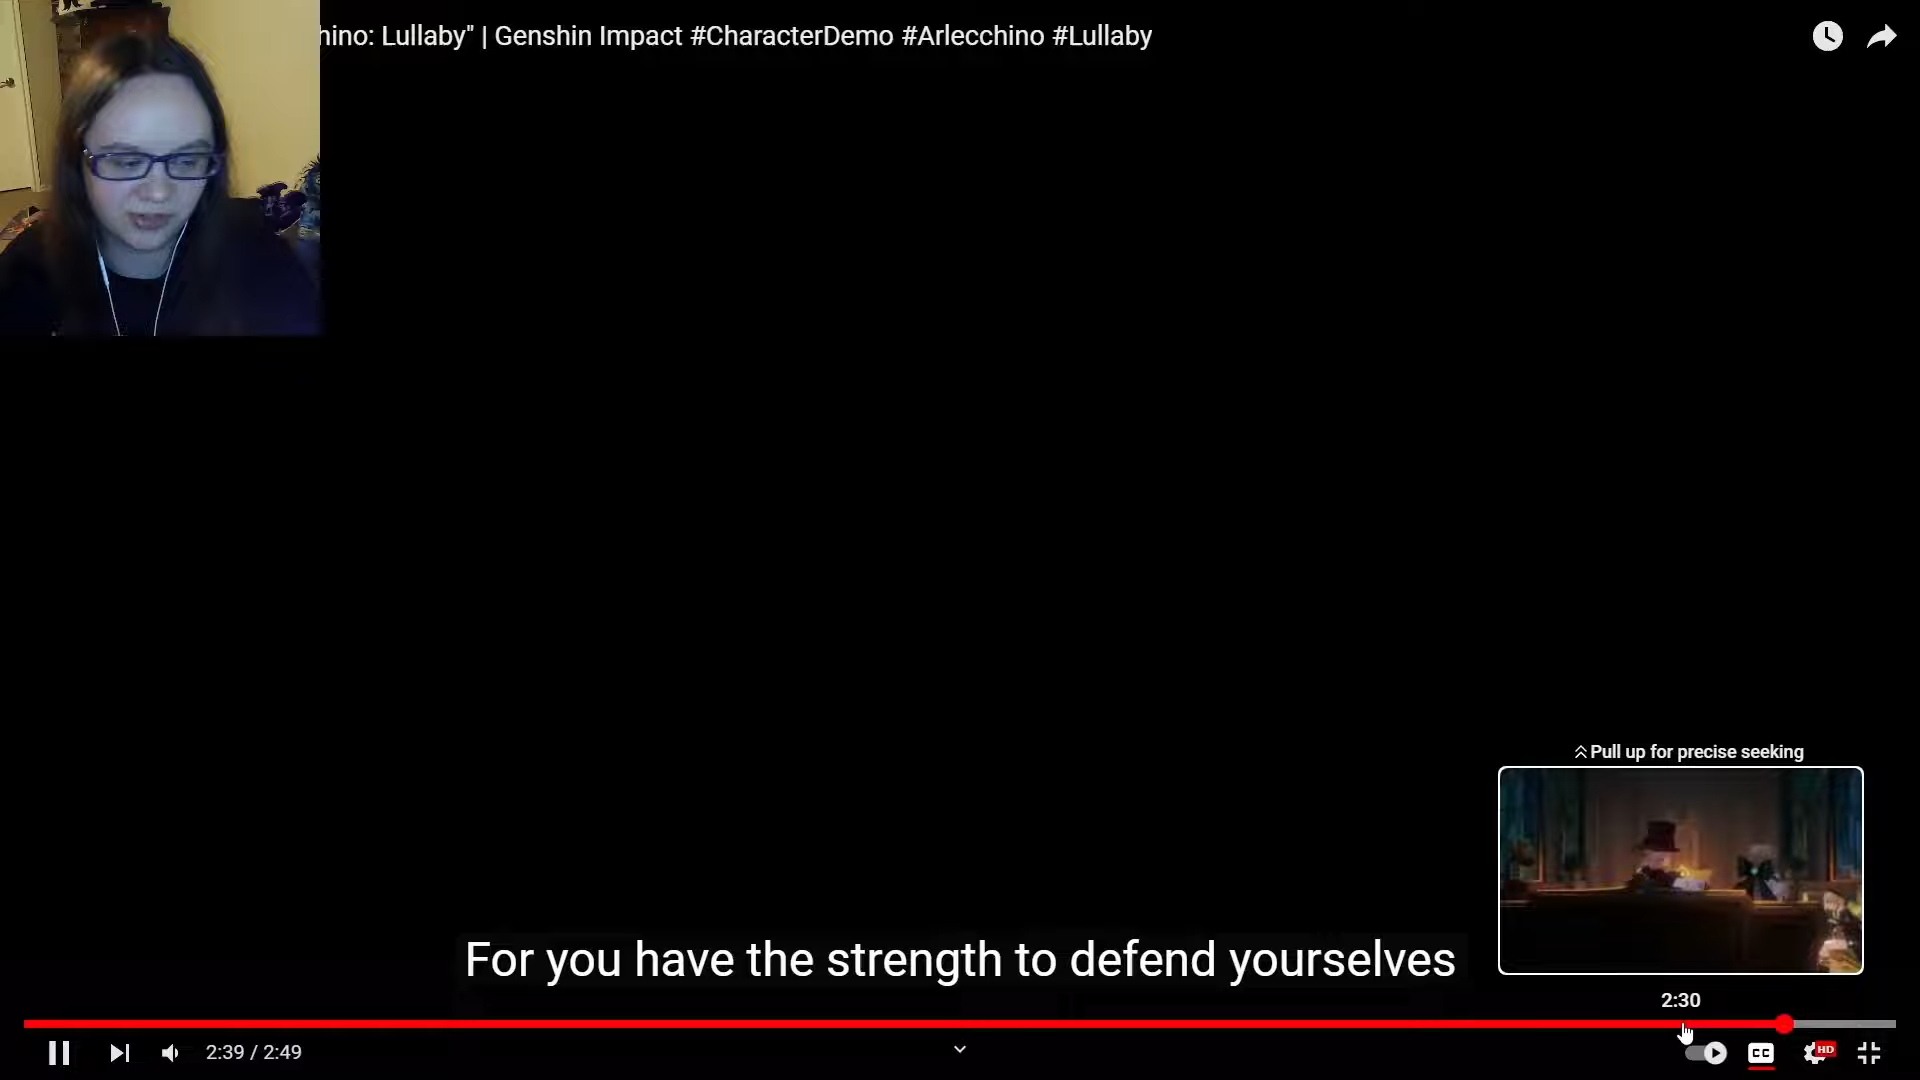 hino: Lullaby" | Genshin Impact #CharacterDemo #Arlecchino #Lullaby
Pull up for precise seeking
For you have the strength to defend yourselves
2:30
2:39 / 2:49
CC
HD